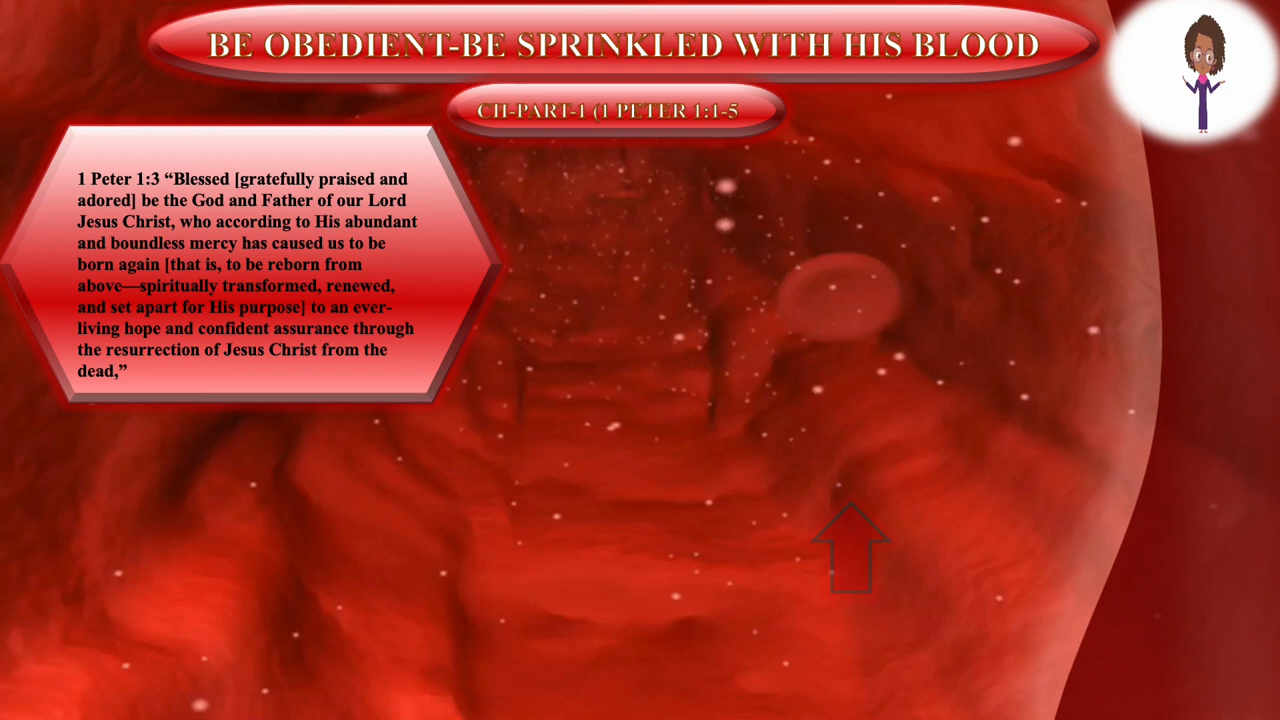 BE OBEDIENT-BE SPRINKLED WITH HIS BLOOD
CH-PART-1 (1 PETER 1:1-5
1 Peter 1:3 “Blessed [gratefully praised and
adored] be the God and Father of our Lord
Jesus Christ, who according to His abundant
and boundless mercy has caused us to be
born again [that is, to be reborn from
above—spiritually transformed, renewed,
and set apart for His purpose] to an ever-
living hope and confident assurance through
the resurrection of Jesus Christ from the
dead,”